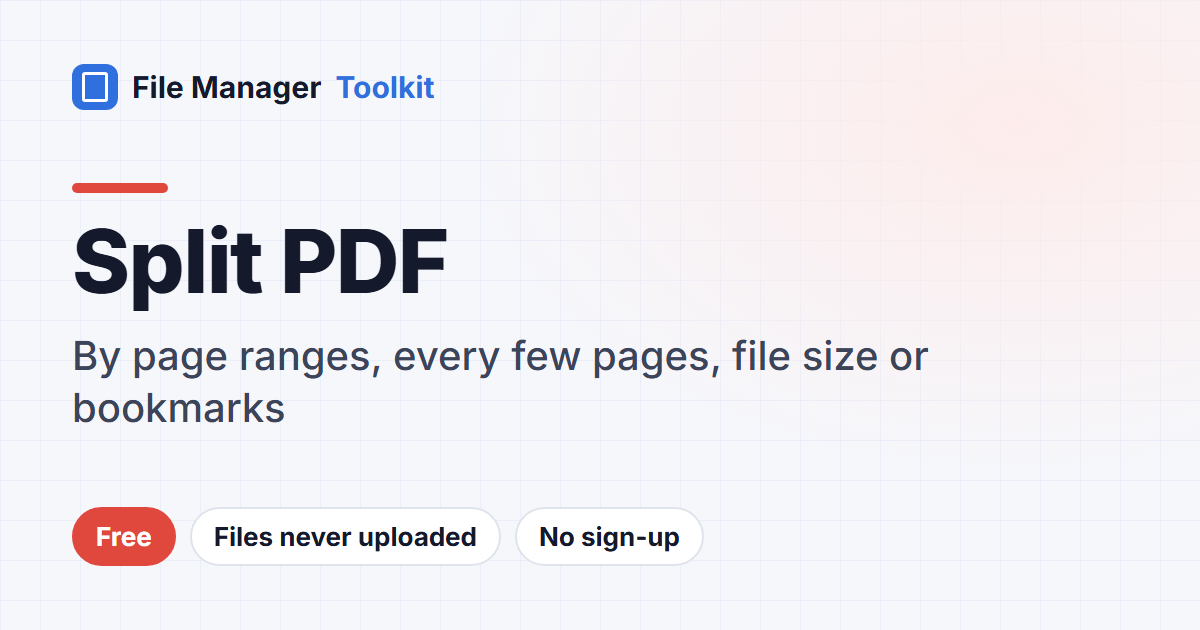 File Manager Toolkit
Split PDF
By page ranges, every few pages, file size or
bookmarks
Free
Files never uploaded
No sign-up